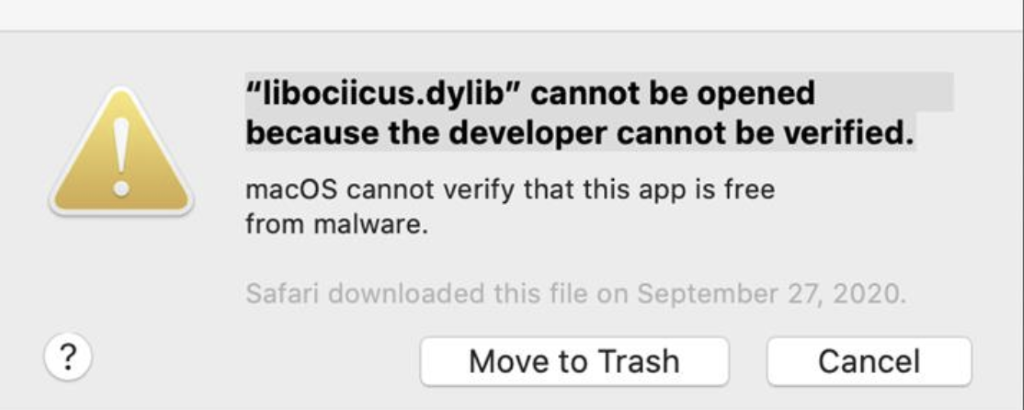 “libociicus.dylib” cannot be opened
because the developer cannot be verified.
macOS cannot verify that this app is free
from malware.
Safari downloaded this file on September 27, 2020.
?
Move to Trash
Cancel